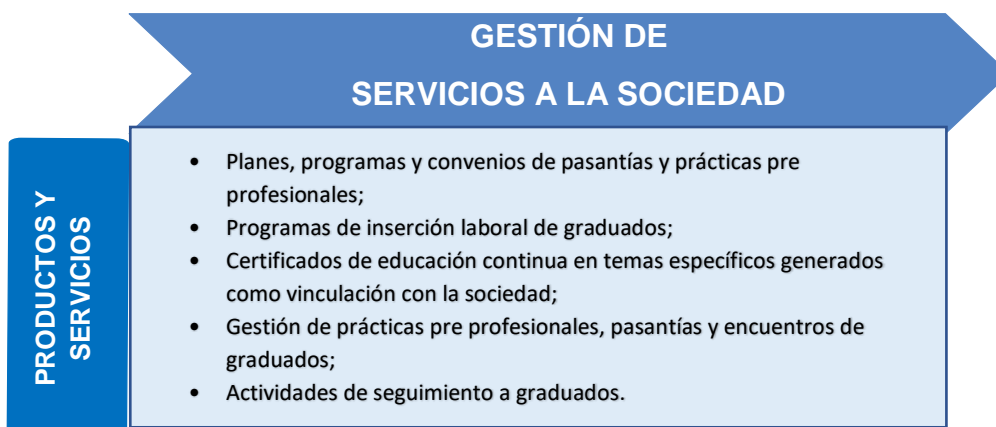 GESTIÓN DE
SERVICIOS A LA SOCIEDAD
PRODUCTOS Y
SERVICIOS
• Planes, programas y convenios de pasantías y prácticas pre
profesionales;
• Programas de inserción laboral de graduados;
• Certificados de educación continua en temas específicos generados
como vinculación con la sociedad;
• Gestión de prácticas pre profesionales, pasantías y encuentros de
graduados;
• Actividades de seguimiento a graduados.